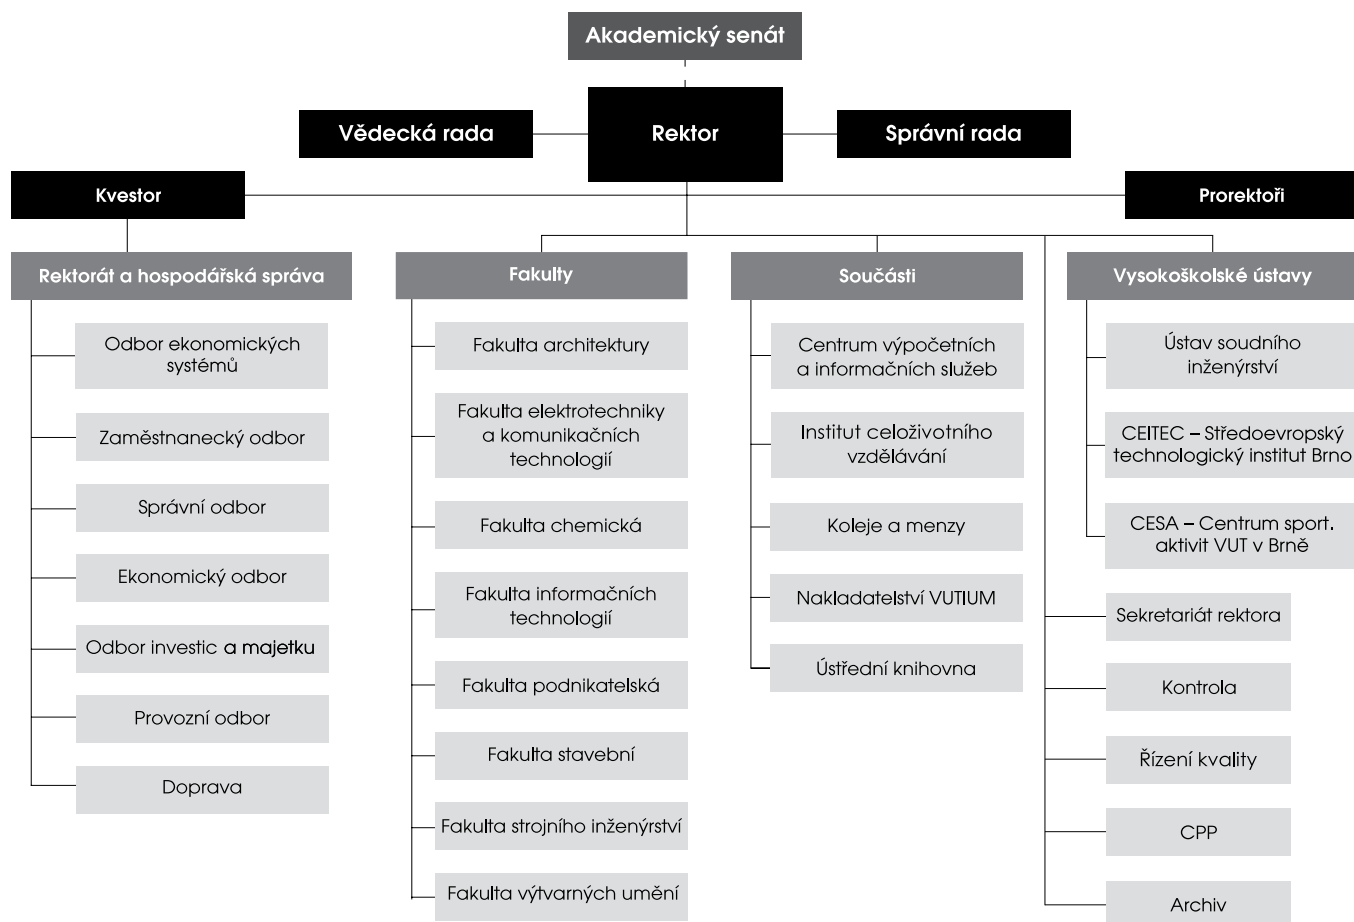 Akademický senát
Vědecká rada
Rektor
Správní rada
Kvestor
Prorektoři
Rektorát a hospodářská správa
Odbor ekonomických
systémů
Zaměstnanecký odbor
Správní odbor
Ekonomický odbor
Odbor investic a majetku
Provozní odbor
Doprava
Fakulty
Fakulta architektury
Fakulta elektrotechniky
a komunikačních
technologií
Fakulta chemická
Fakulta informačních
technologií
Fakulta podnikatelská
Fakulta stavební
Fakulta strojního inženýrství
Fakulta výtvarných umění
Součásti
Centrum výpočetních
a informačních služeb
Institut celoživotního
vzdělávání
Koleje a menzy
Nakladatelství VUTIUM
Ústřední knihovna
Vysokoškolské ústavy
Ústav soudního
inženýrství
CEITEC – Středoevropský
technologický institut Brno
CESA – Centrum sport.
aktivit VUT v Brně
Sekretariát rektora
Kontrola
Řízení kvality
CPP
Archiv